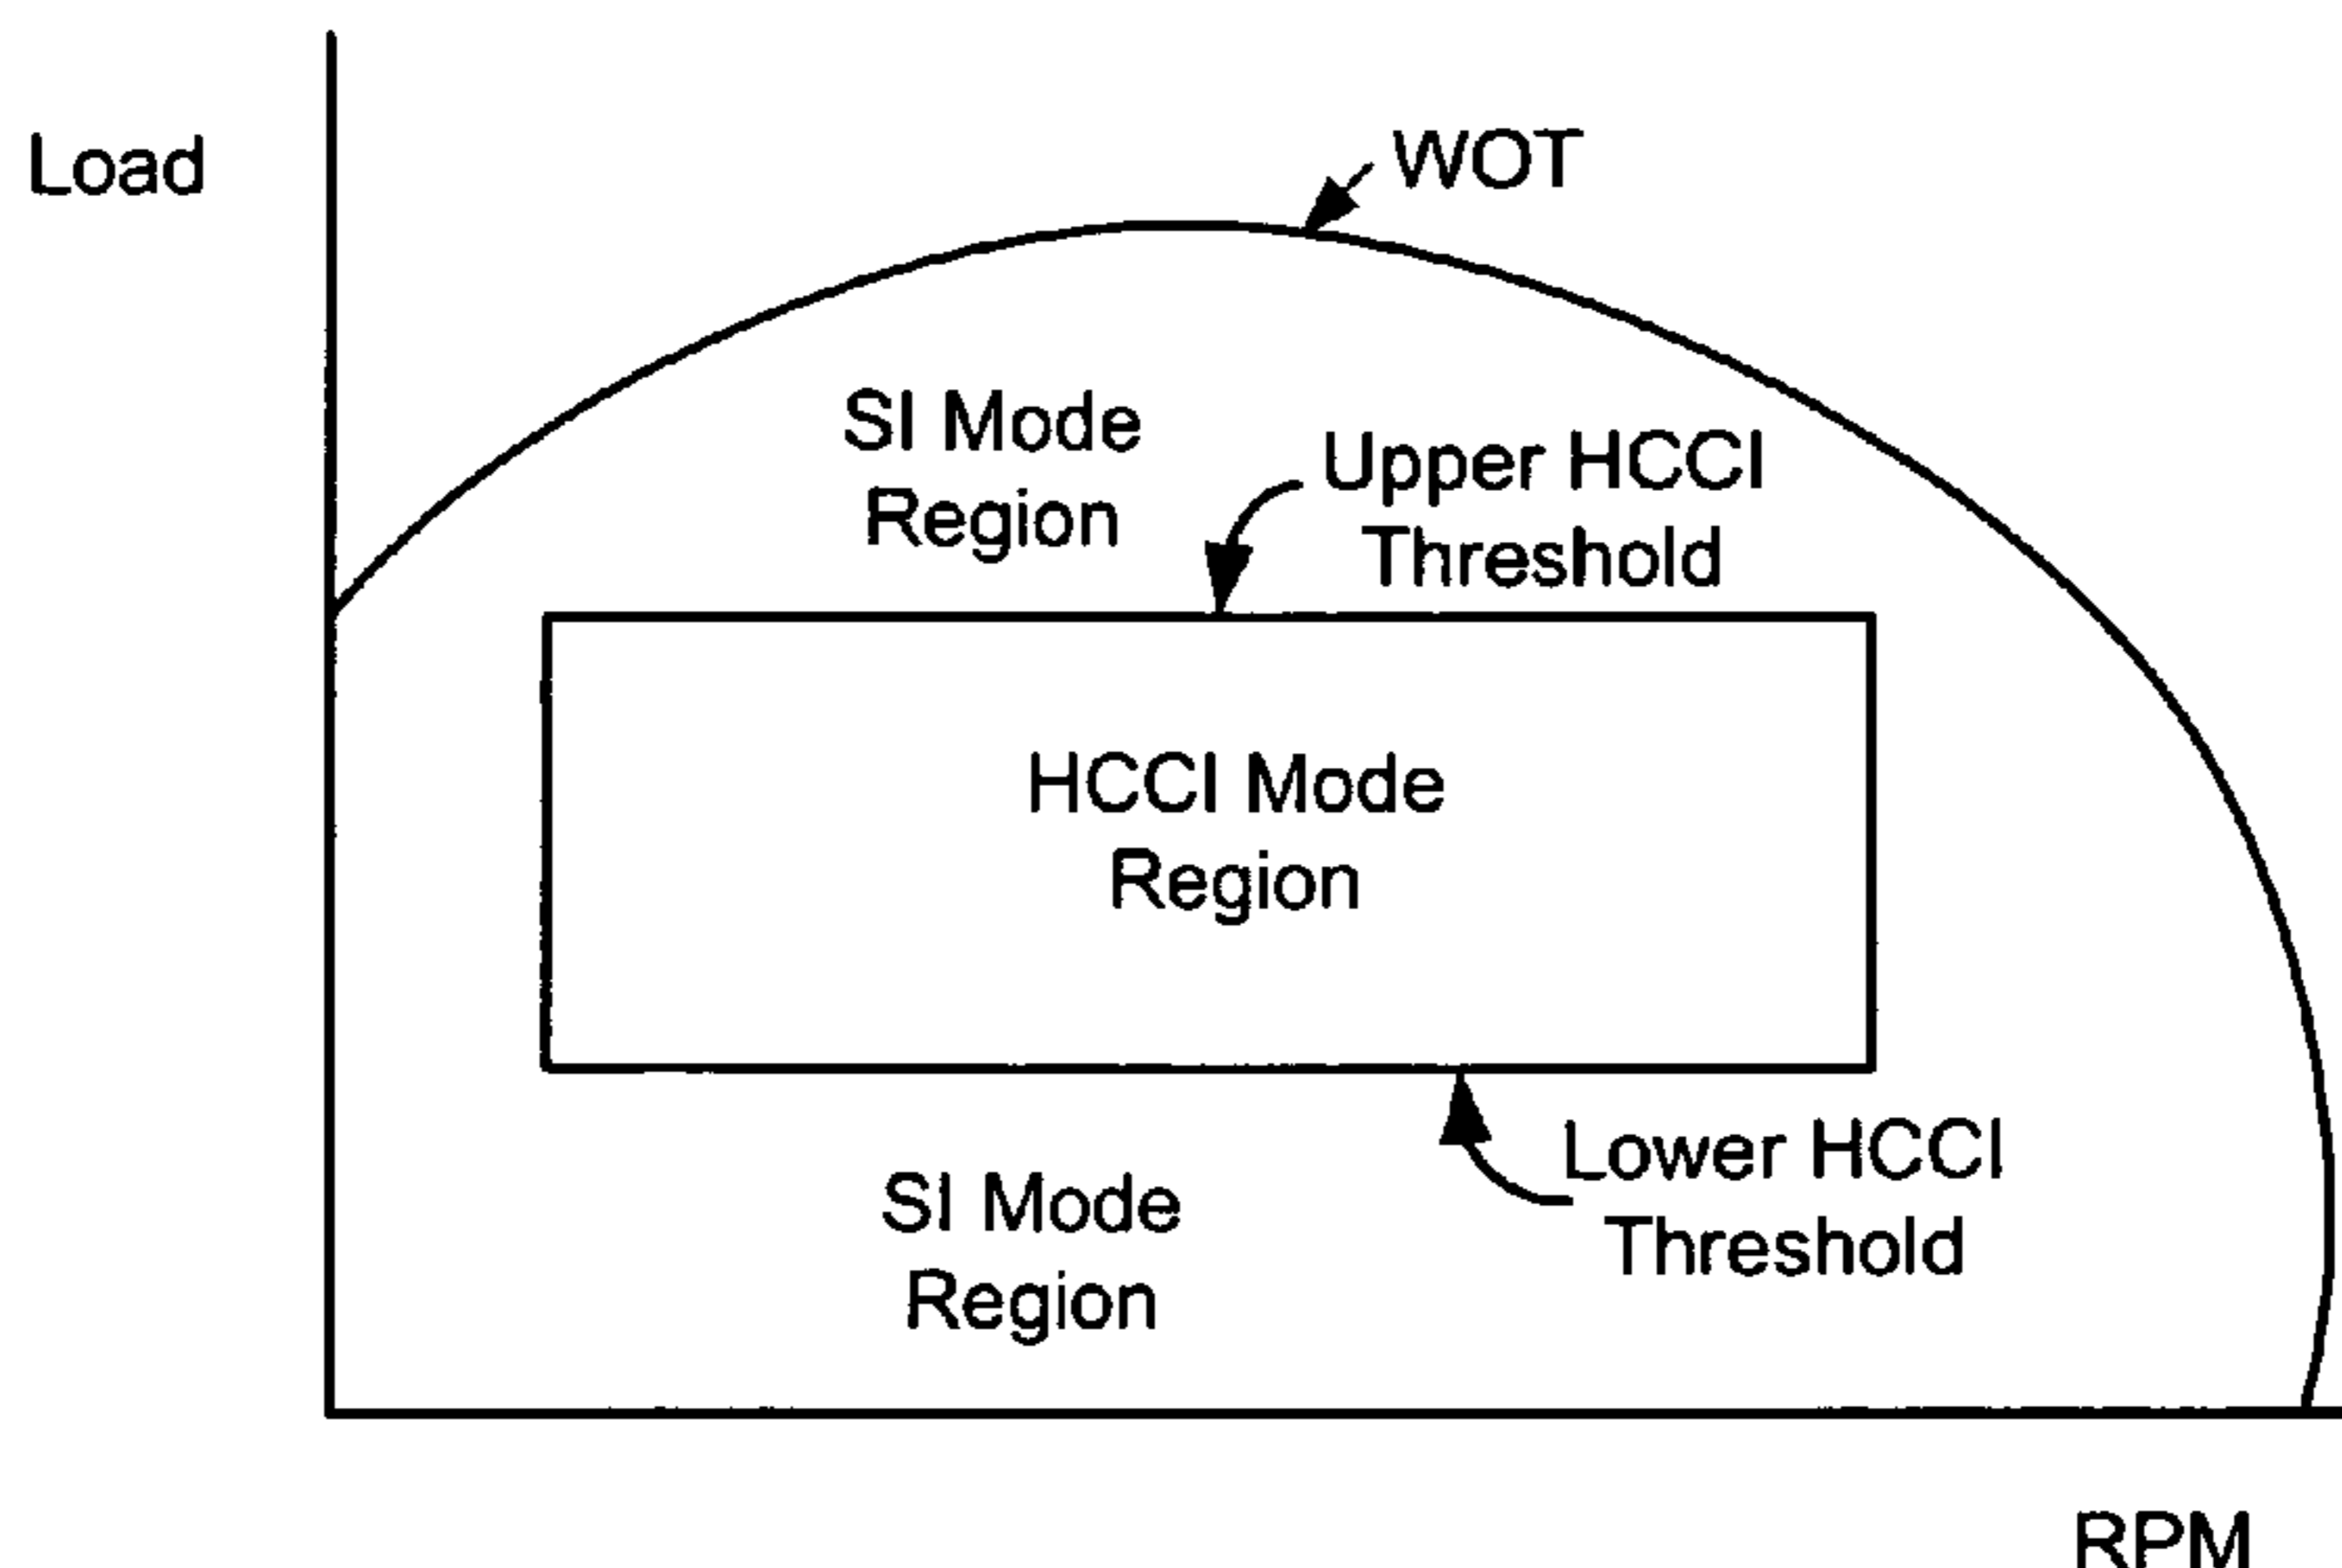 Load
WOT
SI Mode
Region
Upper HCCI
Threshold
HCCI Mode
Region
Lower HCCI
Threshold
SI Mode
Region
RPM